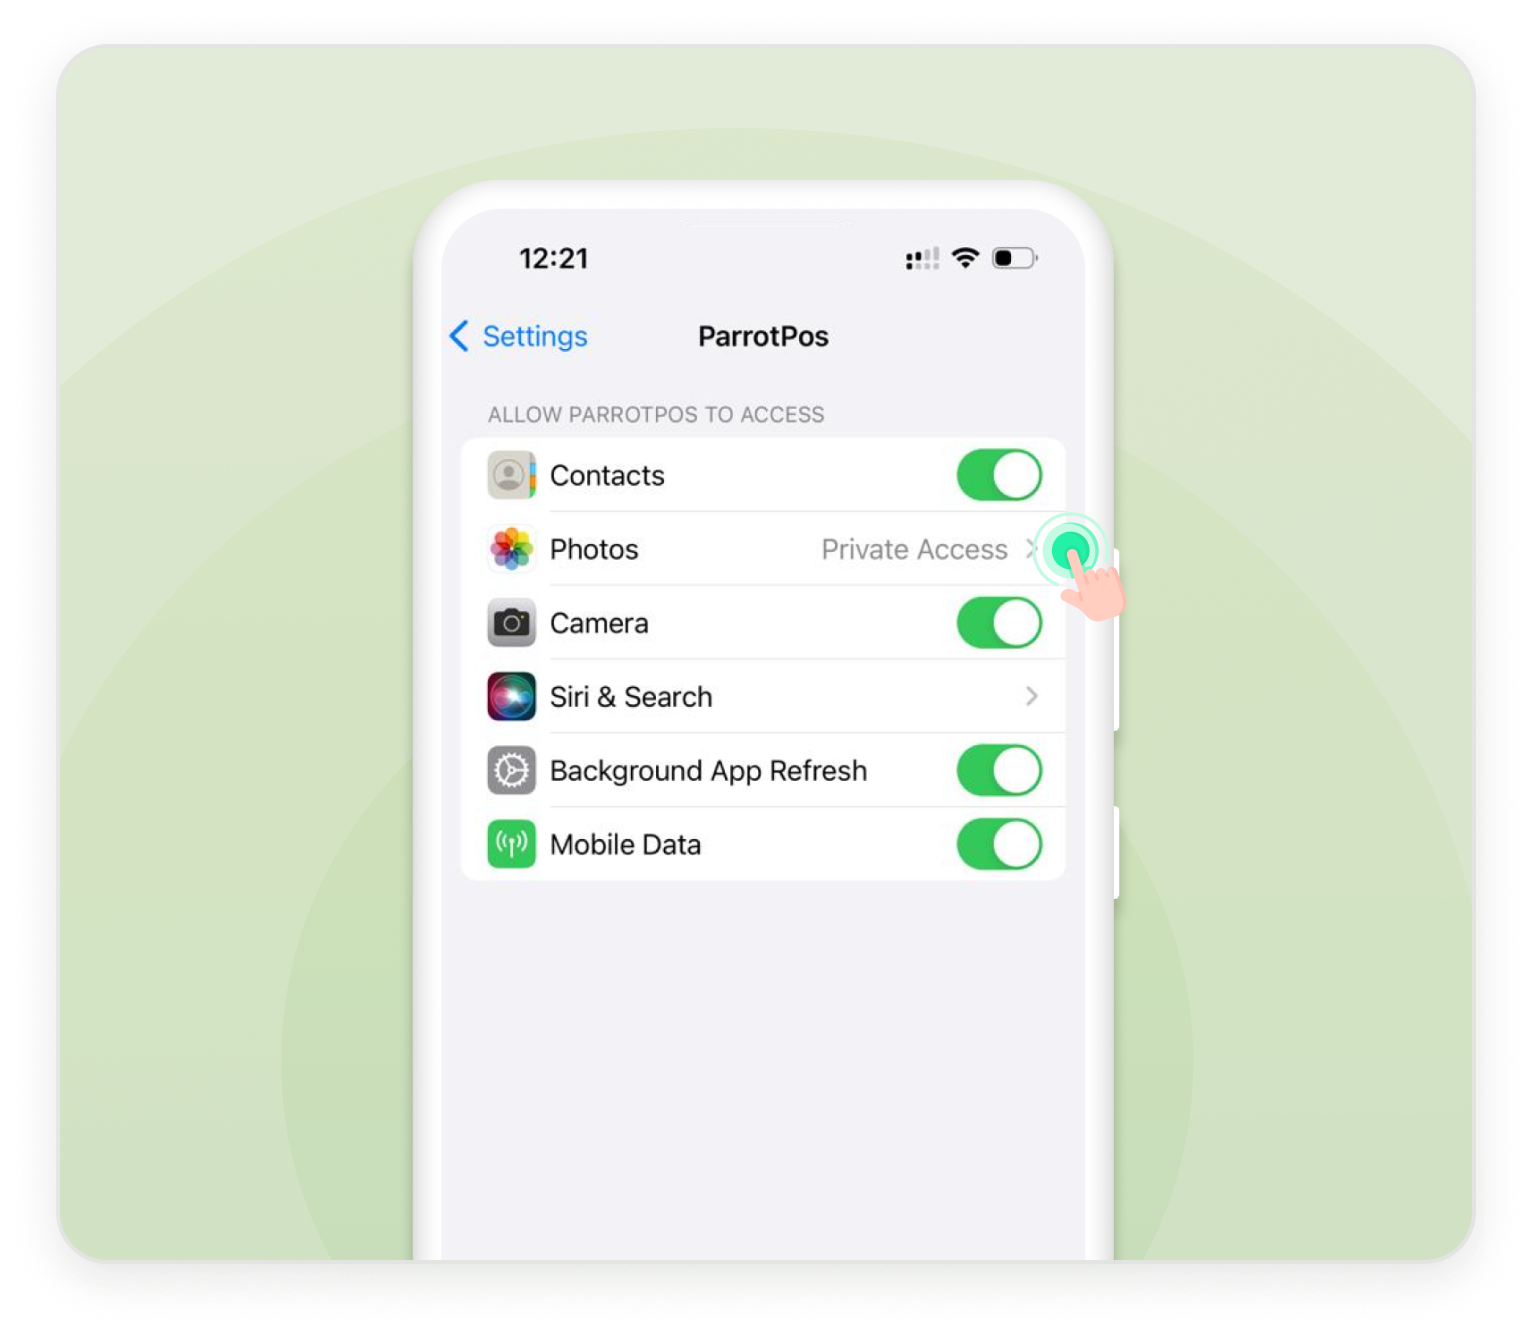 12:21
Settings
ParrotPos
ALLOW PARROTPOS TO ACCESS
Contacts
Photos Private Access
Camera
Siri & Search
Background App Refresh
Mobile Data